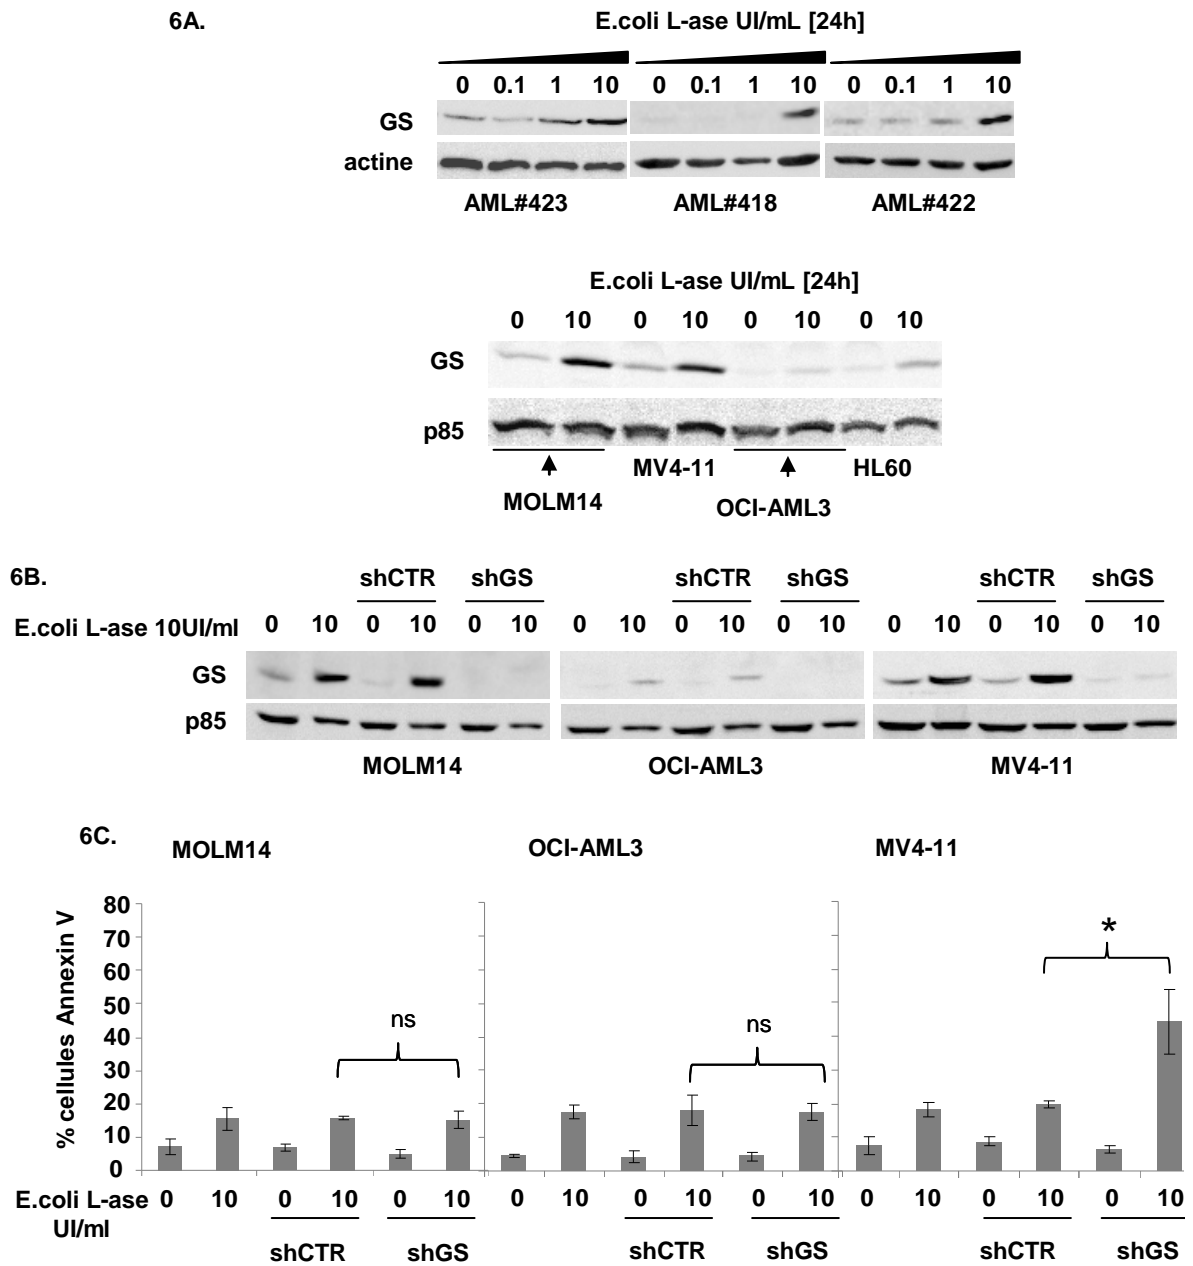 6A.
E.coli L-ase UI/mL [24h]
0 0.1 1 10 0 0.1 1 10 0 0.1 1 10
GS
actine
AML#423 AML#418 AML#422
E.coli L-ase UI/mL [24h]
0 10 0 10 0 10 0 10
GS
p85
MV4-11 HL60
MOLM14 OCI-AML3
6B.
shCTR shGS shCTR shGS shCTR shGS
E.coli L-ase 10UI/ml 0 10 0 10 0 10 0 10 0 10 0 10 0 10 0 10 0 10
GS
p85
MOLM14 OCI-AML3 MV4-11
6C.
MOLM14 OCI-AML3 MV4-11
% cellules Annexin V
80
70
60
50
40
30
20
10
0
ns
ns
*
E.coli L-ase UI/ml 0 10 0 10 0 10 0 10 0 10 0 10 0 10 0 10 0 10
shCTR shGS shCTR shGS shCTR shGS